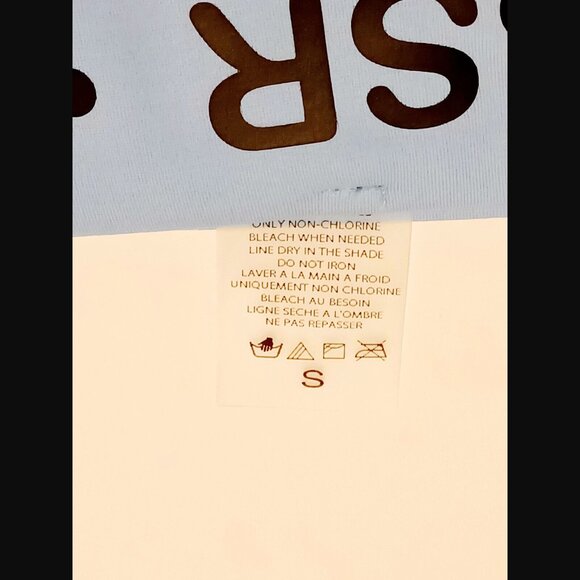 SR
ONLY NON-CHLORINE
BLEACH WHEN NEEDED
LINE DRY IN THE SHADE
DO NOT IRON
LAVER A LA MAIN A FROID
UNIQUEMENT NON CHLORINE
BLEACH AU BESOIN
LIGNE SECHE A L'OMBRE
NE PAS REPASSER
S